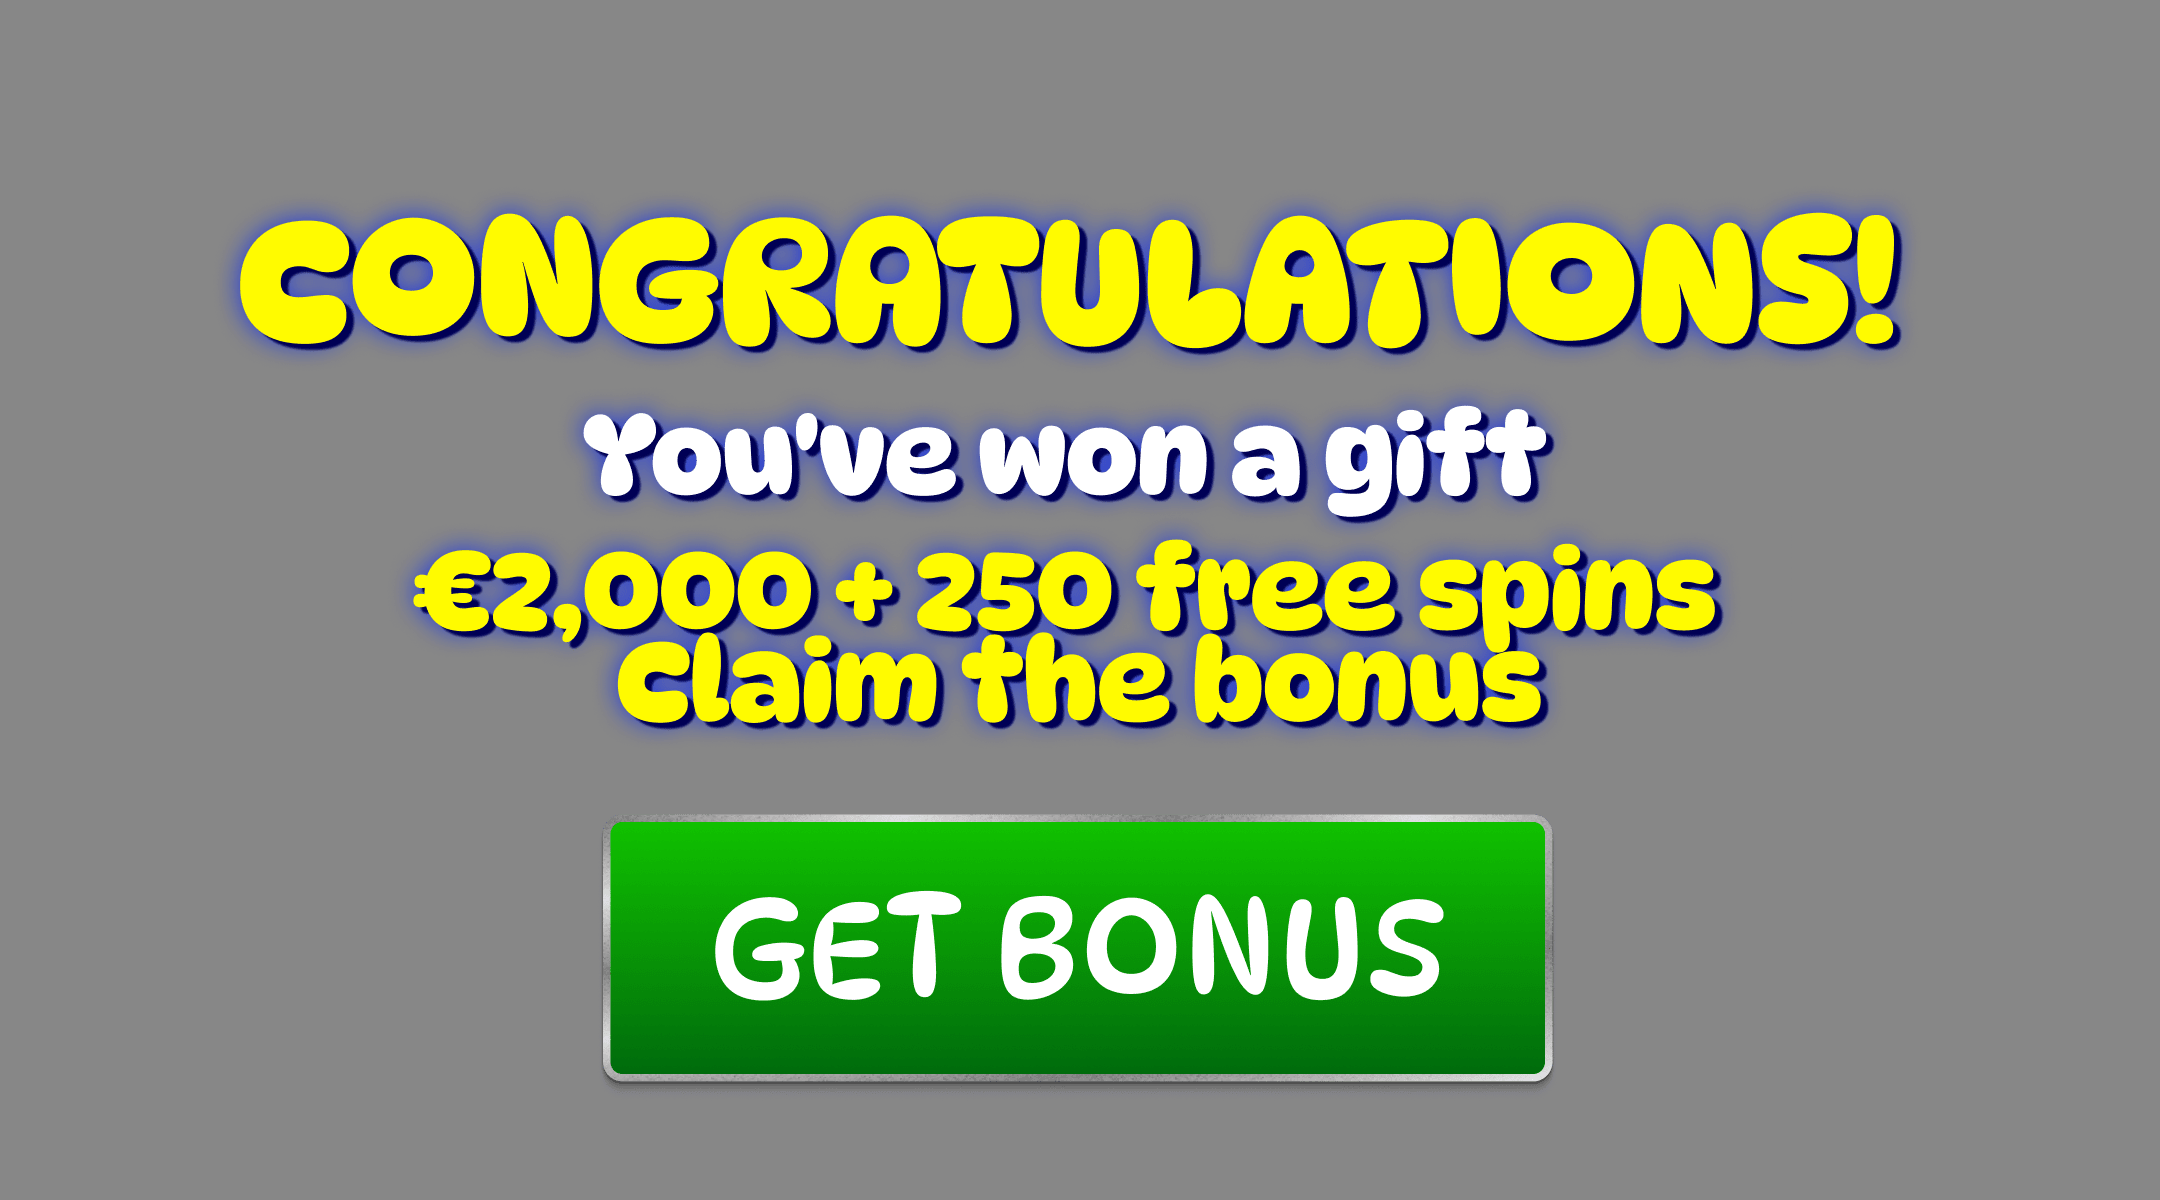 CONGRATULATIONS!
You've won a gift
€2,000 + 250 free spins
Claim the bonus
GET BONUS